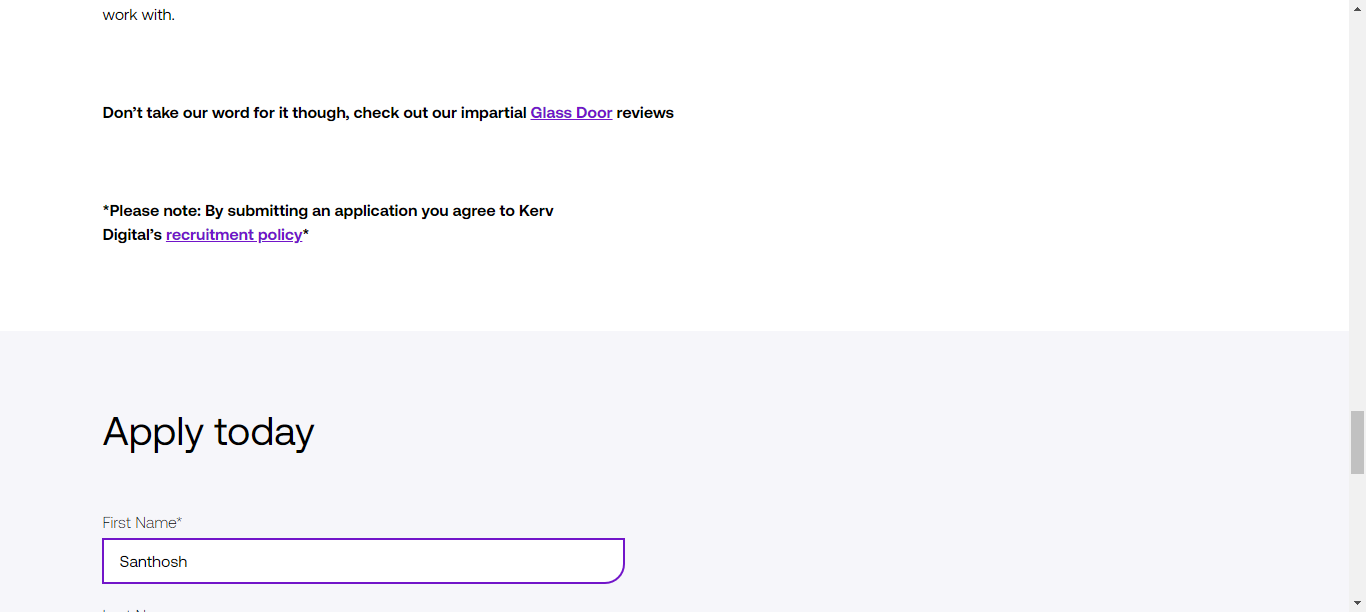 work with.
Don’t take our word for it though, check out our impartial Glass Door reviews
*Please note: By submitting an application you agree to Kerv
Digital’s recruitment policy*
Apply today
First Name*
Santhosh